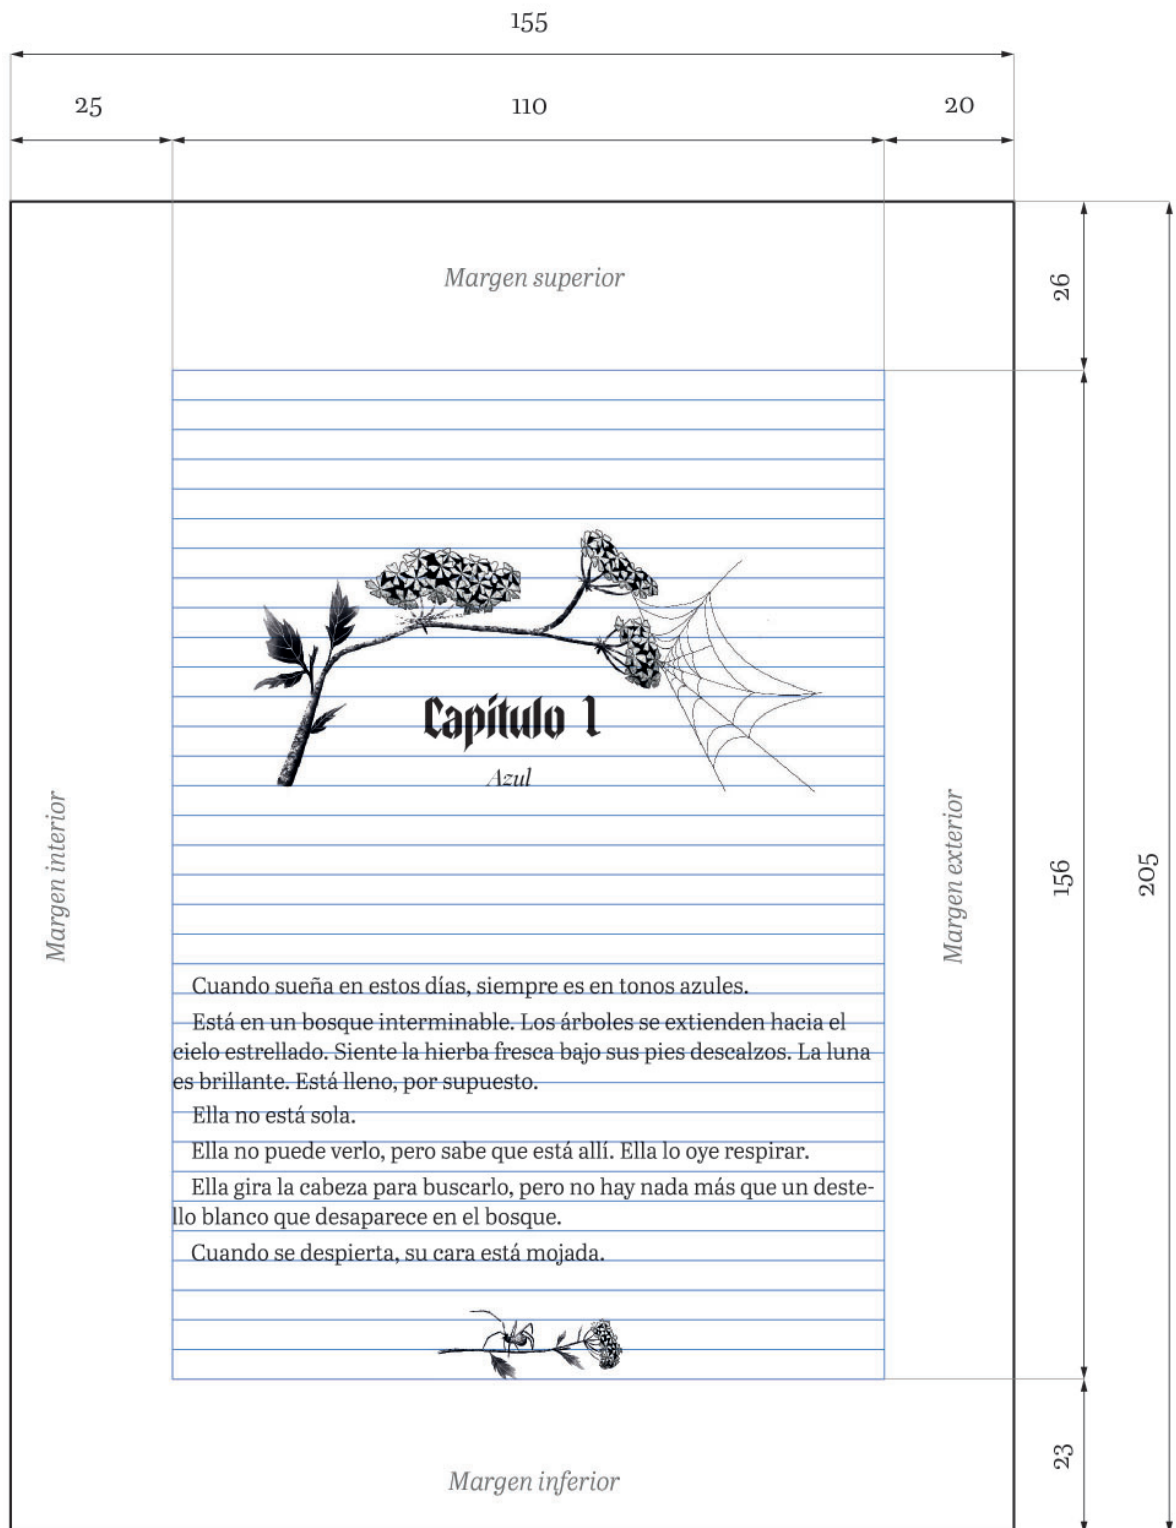 155
25 110 20
Margen superior
26
Capítulo 1
Azul
Margen interior
Margen exterior
156
205
Cuando sueña en estos días, siempre es en tonos azules.
Está en un bosque interminable. Los árboles se extienden hacia el
cielo estrellado. Siente la hierba fresca bajo sus pies descalzos. La luna
es brillante. Está lleno, por supuesto.
Ella no está sola.
Ella no puede verlo, pero sabe que está allí. Ella lo oye respirar.
Ella gira la cabeza para buscarlo, pero no hay nada más que un deste-
llo blanco que desaparece en el bosque.
Cuando se despierta, su cara está mojada.
23
Margen inferior